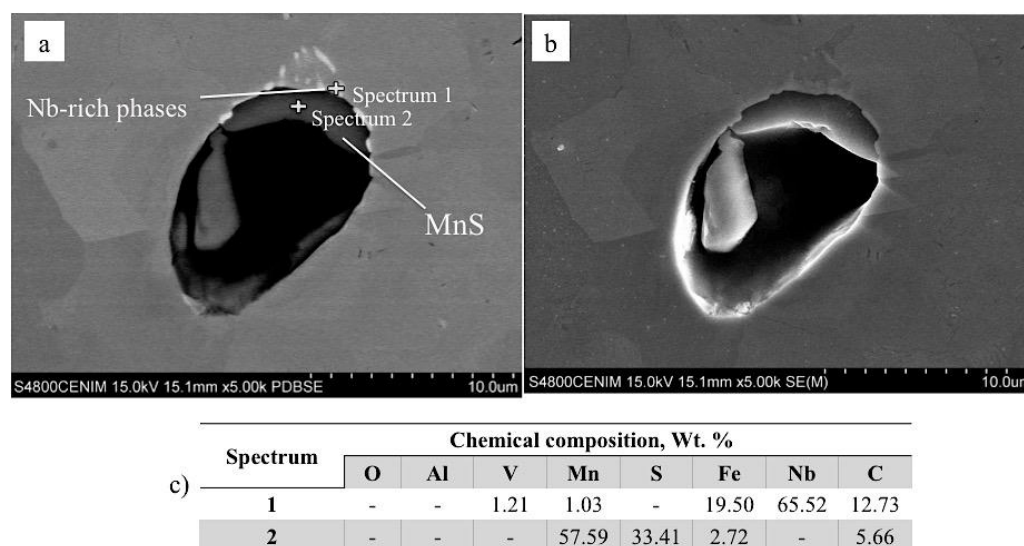 a
b
Nb-rich phases
Spectrum 1
Spectrum 2
MnS
S4800CENIM 15.0kV 15.1mm x5.00k PDBSE 10.0um
S4800CENIM 15.0kV 15.1mm x5.00k SE(M) 10.0um
c)
Spectrum Chemical composition, Wt. %
O Al V Mn S Fe Nb C
1 - - 1.21 1.03 - 19.50 65.52 12.73
2 - - - 57.59 33.41 2.72 - 5.66